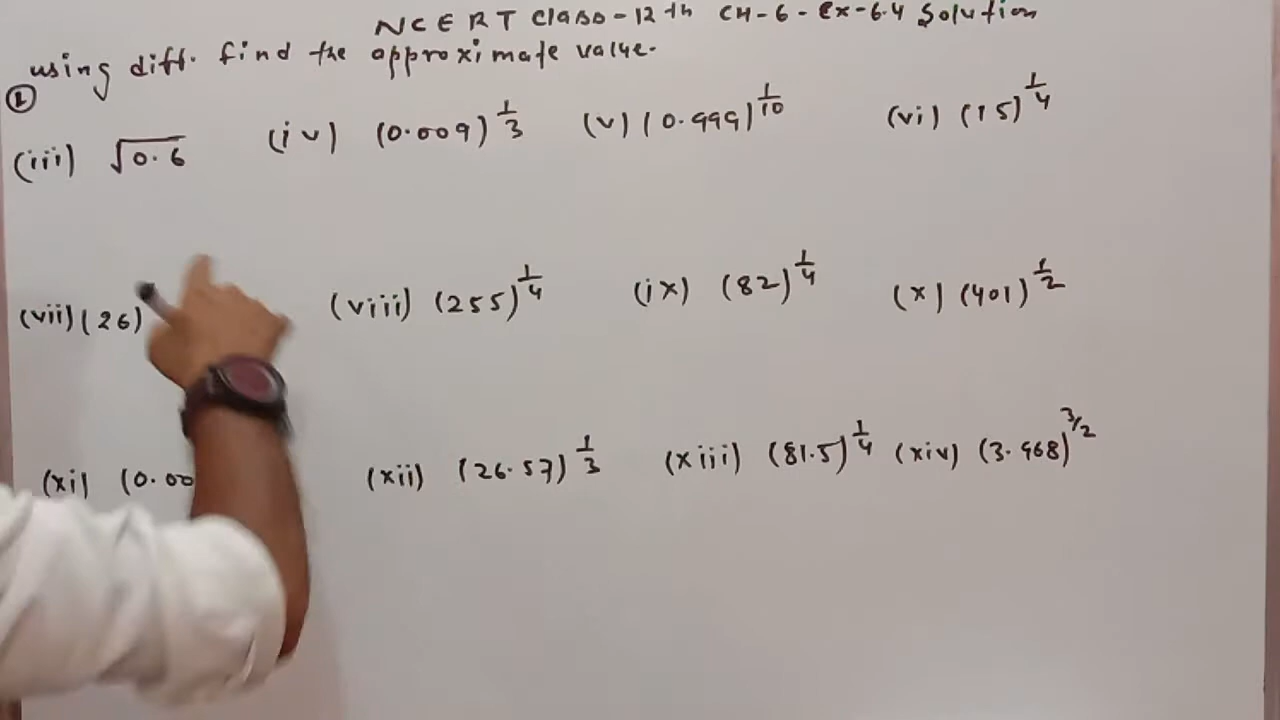 NCERT Class-12th CH-6-Ex-6.4 Solution
using diff. find the approximate value.
①
(iii) √0.6 (iv) (0.009)^1/3 (v) (0.999)^1/10 (vi) (15)^1/4
(vii) (26) (viii) (255)^1/4 (ix) (82)^1/4 (x) (401)^1/2
(xi) (0.00 (xii) (26.57)^1/3 (xiii) (81.5)^1/4 (xiv) (3.968)^3/2